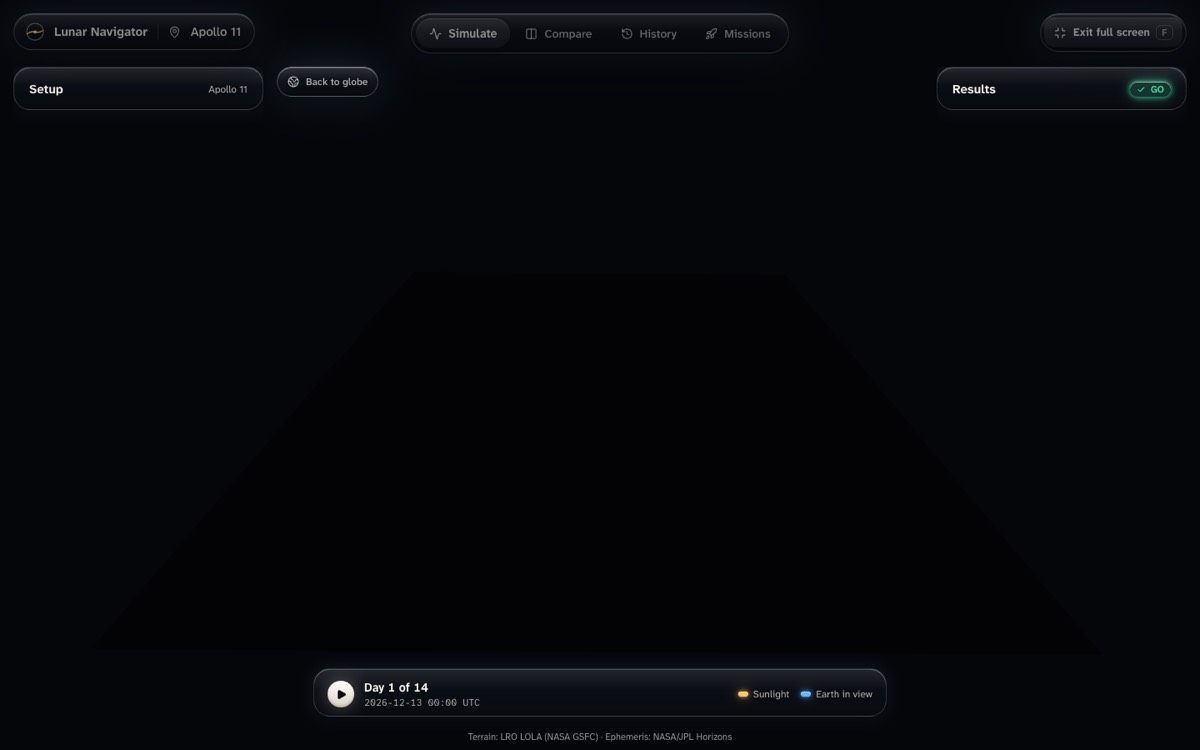 Lunar Navigator
Apollo 11
Simulate
Compare
History
Missions
Exit full screen F
Setup
Apollo 11
Back to globe
Results
GO
Day 1 of 14
2026-12-13 00:00 UTC
Sunlight
Earth in view
Terrain: LRO LOLA (NASA GSFC) · Ephemeris: NASA/JPL Horizons